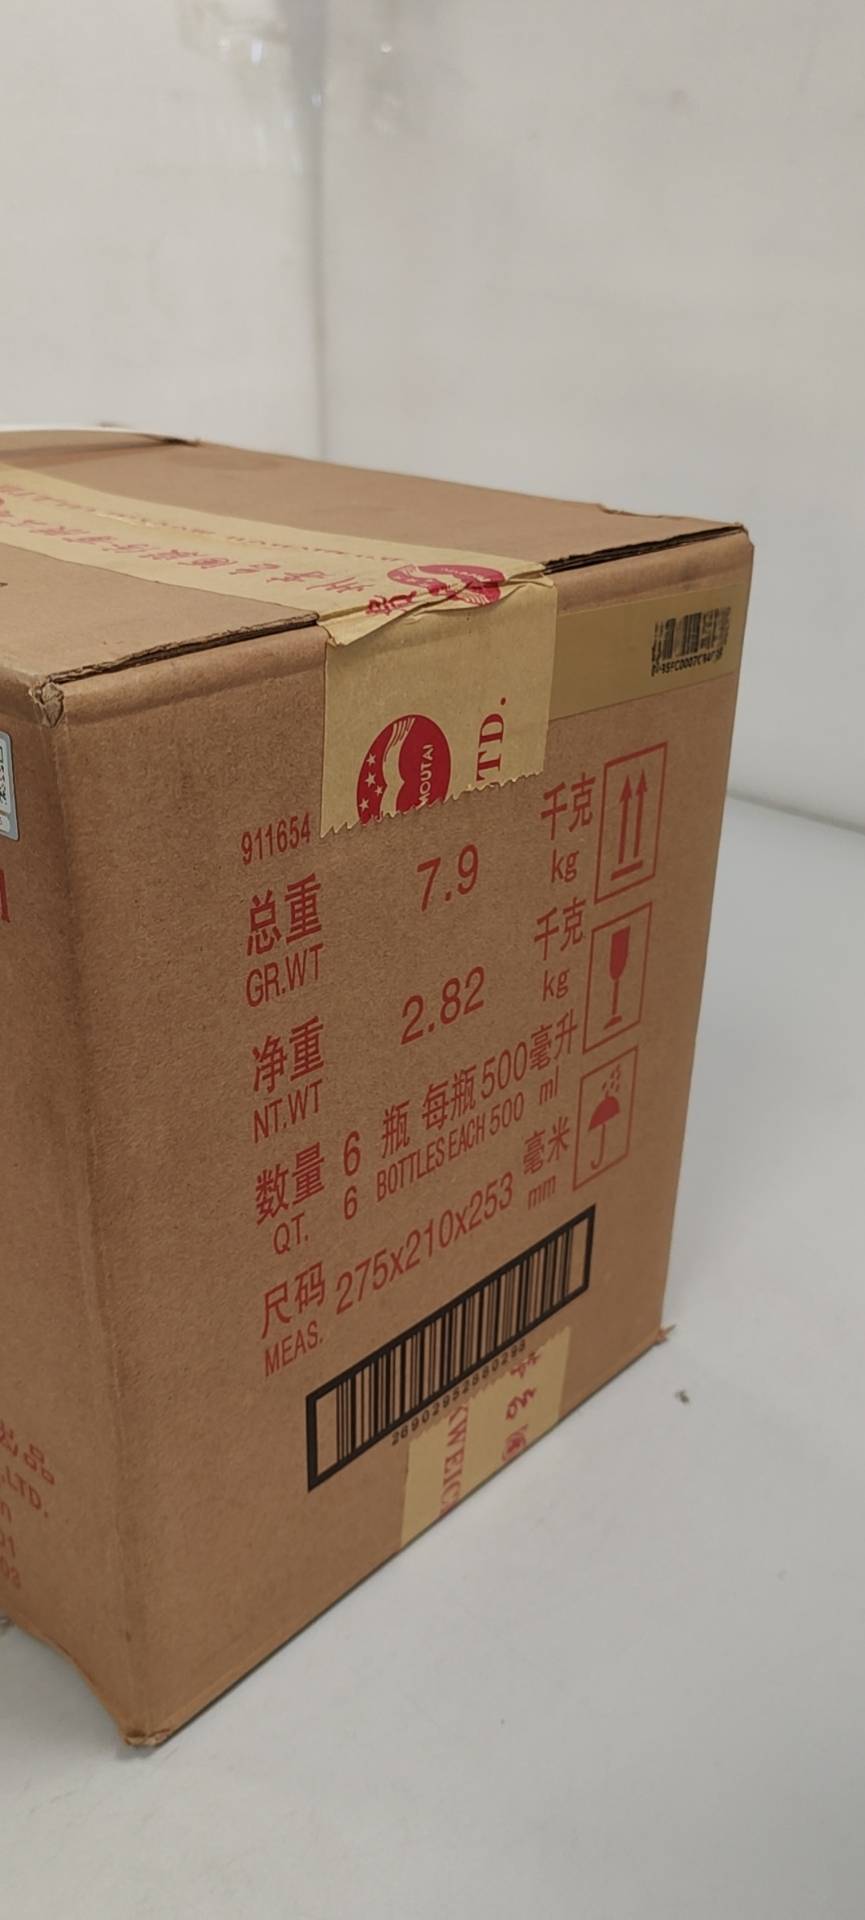 MOUTAI
TD.
911654
总重 7.9 千克
GR.WT kg
净重 2.82 千克
NT.WT kg
数量 6 瓶 每瓶 500 毫升
QT. 6 BOTTLES EACH 500 ml
尺码 275x210x253 毫米
MEAS. mm
KWEIC
.LTD.